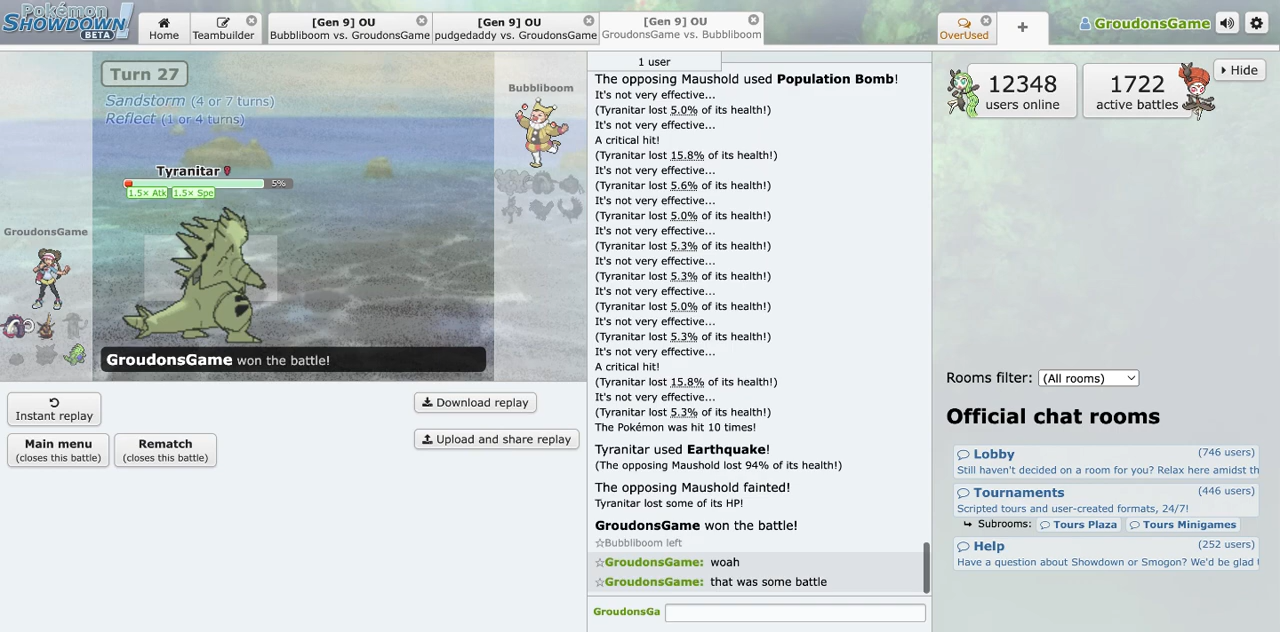 Pokémon
SHOWDOWN!
BETA
Home
Teambuilder
[Gen 9] OU
Bubbliboom vs. GroudonsGame
[Gen 9] OU
pudgedaddy vs. GroudonsGame
[Gen 9] OU
GroudonsGame vs. Bubbliboom
OverUsed
+
GroudonsGame
Turn 27
Sandstorm (4 or 7 turns)
Reflect (1 or 4 turns)
Bubbliboom
Tyranitar
5%
1.5× Atk 1.5× Spe
GroudonsGame
GroudonsGame won the battle!
Instant replay
Download replay
Upload and share replay
Main menu
(closes this battle)
Rematch
(closes this battle)
1 user
The opposing Maushold used Population Bomb!
It's not very effective...
(Tyranitar lost 5.0% of its health!)
It's not very effective...
A critical hit!
(Tyranitar lost 15.8% of its health!)
It's not very effective...
(Tyranitar lost 5.6% of its health!)
It's not very effective...
(Tyranitar lost 5.0% of its health!)
It's not very effective...
(Tyranitar lost 5.3% of its health!)
It's not very effective...
(Tyranitar lost 5.3% of its health!)
It's not very effective...
(Tyranitar lost 5.0% of its health!)
It's not very effective...
(Tyranitar lost 5.3% of its health!)
It's not very effective...
A critical hit!
(Tyranitar lost 15.8% of its health!)
It's not very effective...
(Tyranitar lost 5.3% of its health!)
The Pokémon was hit 10 times!
Tyranitar used Earthquake!
(The opposing Maushold lost 94% of its health!)
The opposing Maushold fainted!
Tyranitar lost some of its HP!
GroudonsGame won the battle!
☆Bubbliboom left
☆GroudonsGame: woah
☆GroudonsGame: that was some battle
GroudonsGa
12348
users online
1722
active battles
Hide
Rooms filter: (All rooms)
Official chat rooms
Lobby (746 users)
Still haven't decided on a room for you? Relax here amidst th
Tournaments (446 users)
Scripted tours and user-created formats, 24/7!
Subrooms: Tours Plaza Tours Minigames
Help (252 users)
Have a question about Showdown or Smogon? We'd be glad t